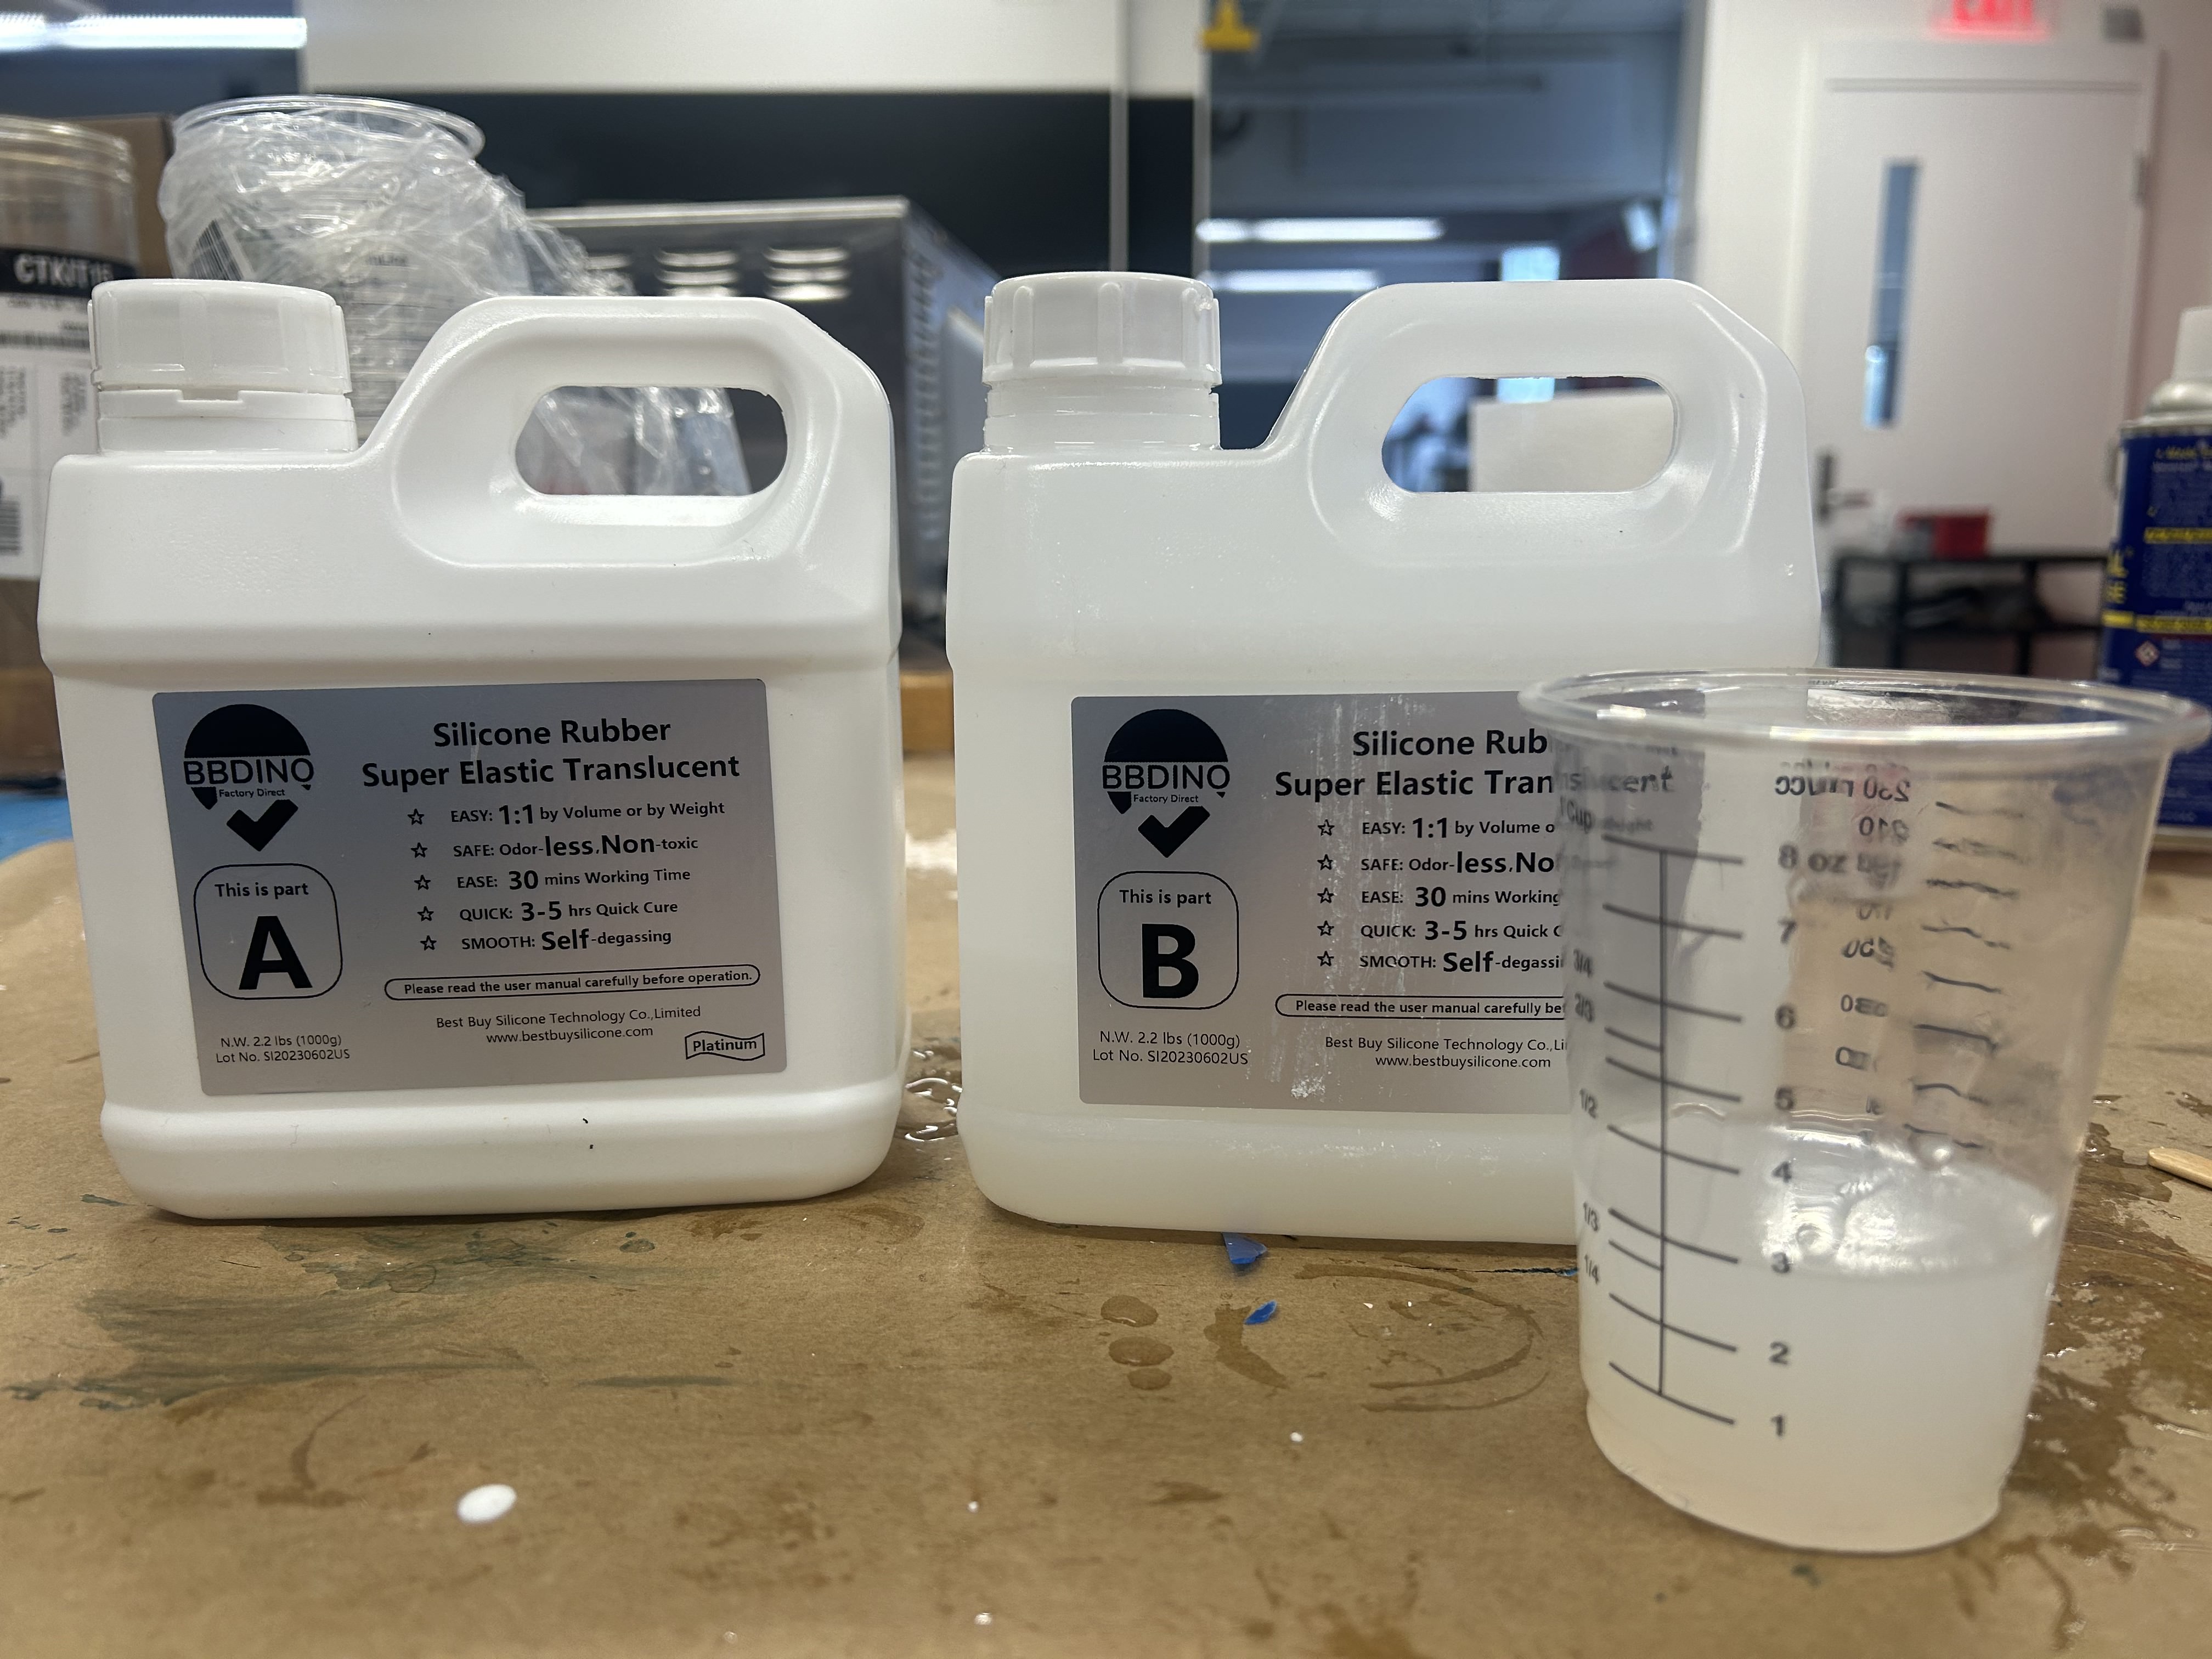 EXIT
CTKIT15
BBDINO
Factory Direct
Silicone Rubber
Super Elastic Translucent
EASY: 1:1 by Volume or by Weight
SAFE: Odor-less,Non-toxic
EASE: 30 mins Working Time
QUICK: 3-5 hrs Quick Cure
SMOOTH: Self-degassing
This is part
A
Please read the user manual carefully before operation.
Best Buy Silicone Technology Co.,Limited
www.bestbuysilicone.com
N.W. 2.2 lbs (1000g)
Lot No. SI20230602US
Platinum
BBDINO
Factory Direct
Silicone Rub
Super Elastic Translucent
EASY: 1:1 by Volume o
SAFE: Odor-less,No
EASE: 30 mins Working
QUICK: 3-5 hrs Quick C
SMOOTH: Self-degassi
This is part
B
Please read the user manual carefully be
Best Buy Silicone Technology Co.,Li
www.bestbuysilicone.com
N.W. 2.2 lbs (1000g)
Lot No. SI20230602US
1 cup
8 oz
7
3/4
6
2/3
5
1/2
4
1/3
3
1/4
2
1